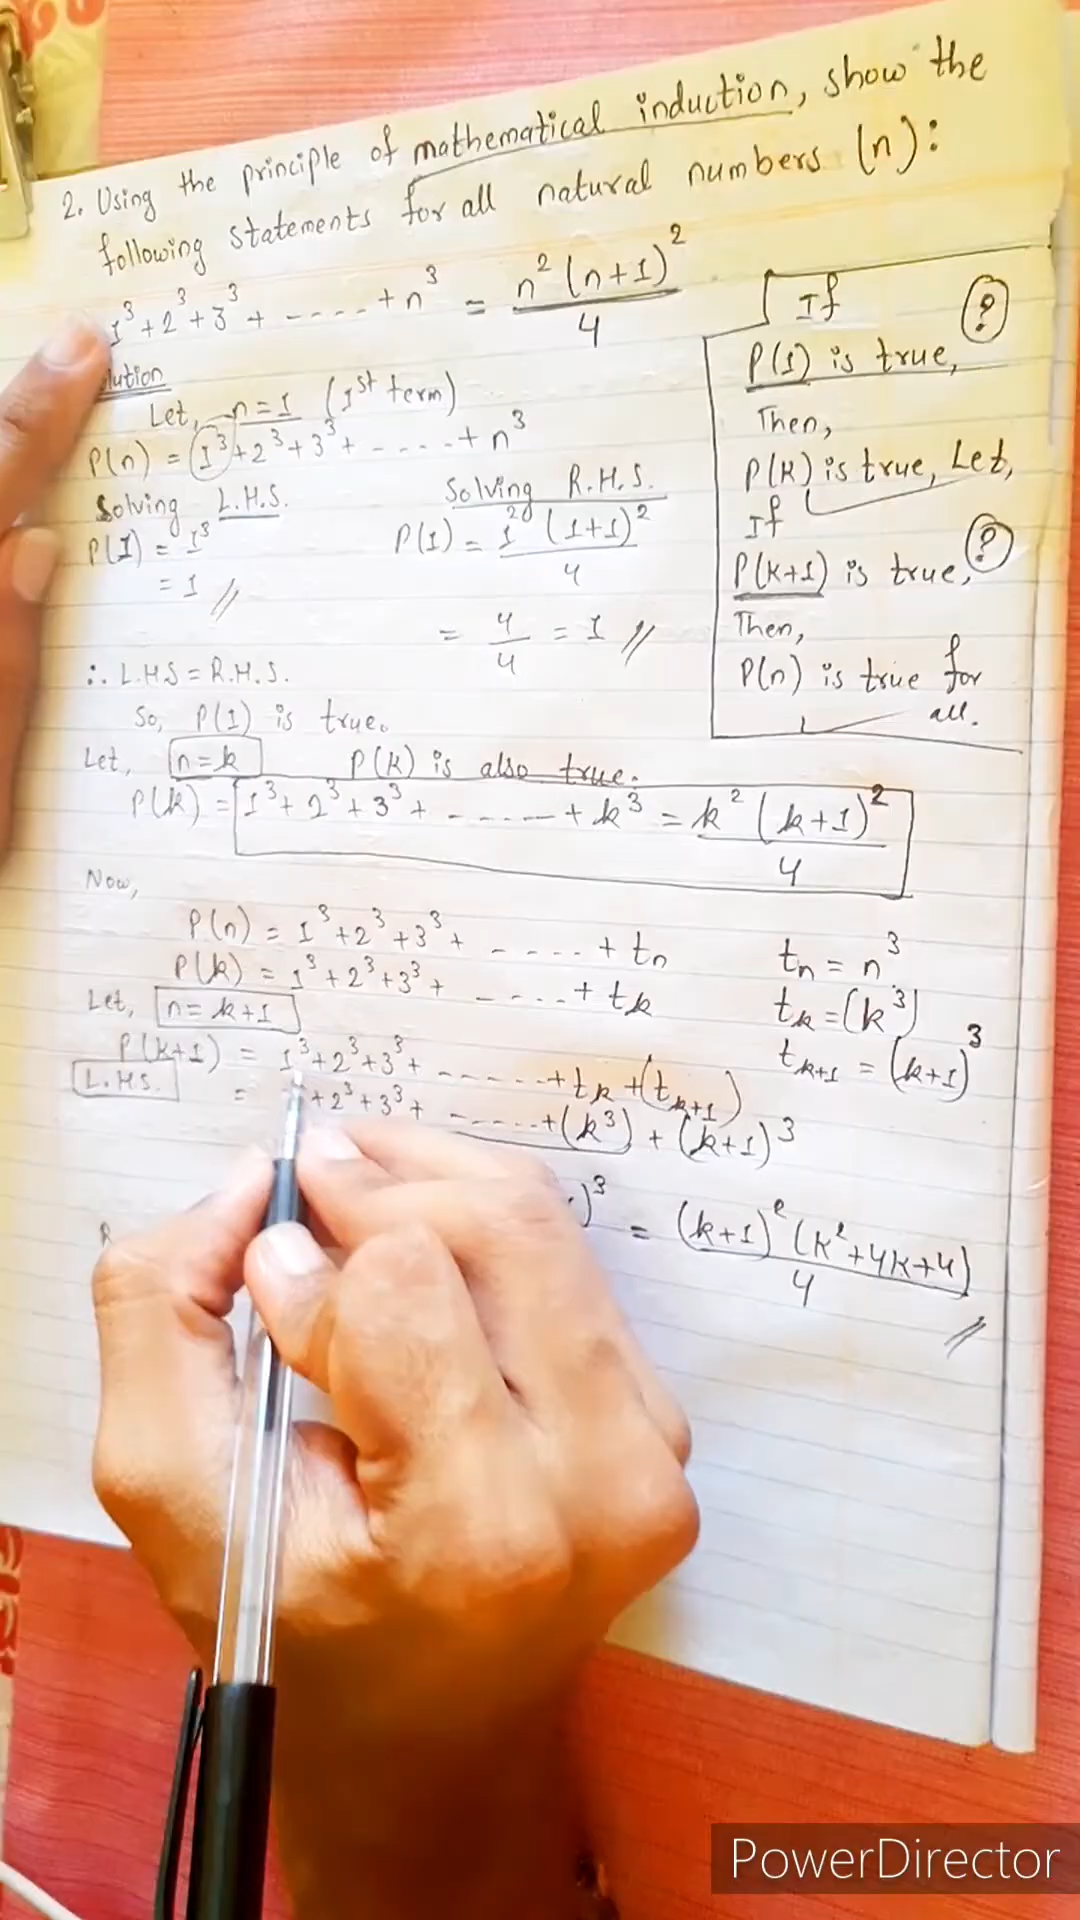 2. Using the principle of mathematical induction, show the
following statements for all natural numbers (n):
1³ + 2³ + 3³ + - - - - - + n³ = n² (n+1)² / 4
lution
Let, n = 1 (1st term)
P(n) = 1³ + 2³ + 3³ + - - - - - + n³
Solving L.H.S.
P(1) = 1³
= 1 //
Solving R.H.S.
P(1) = 1² (1+1)² / 4
= 4/4 = 1 //
∴ L.H.S = R.H.S.
So, P(1) is true.
If
P(1) is true, ?
Then,
P(k) is true, Let,
If
P(k+1) is true, ?
Then,
P(n) is true for
all.
Let, n = k P(k) is also true.
P(k) = 1³ + 2³ + 3³ + - - - - - + k³ = k² (k+1)² / 4
Now,
P(n) = 1³ + 2³ + 3³ + - - - - + tn
tn = n³
P(k) = 1³ + 2³ + 3³ + - - - - + tk
tk = (k³)
Let, n = k+1
tk+1 = (k+1)³
P(k+1) = 1³ + 2³ + 3³ + - - - - - + tk + (tk+1)
L.H.S.
= + 2³ + 3³ + - - - - - + (k³) + (k+1)³
)³ = (k+1)² (k² + 4k + 4) / 4 //
PowerDirector